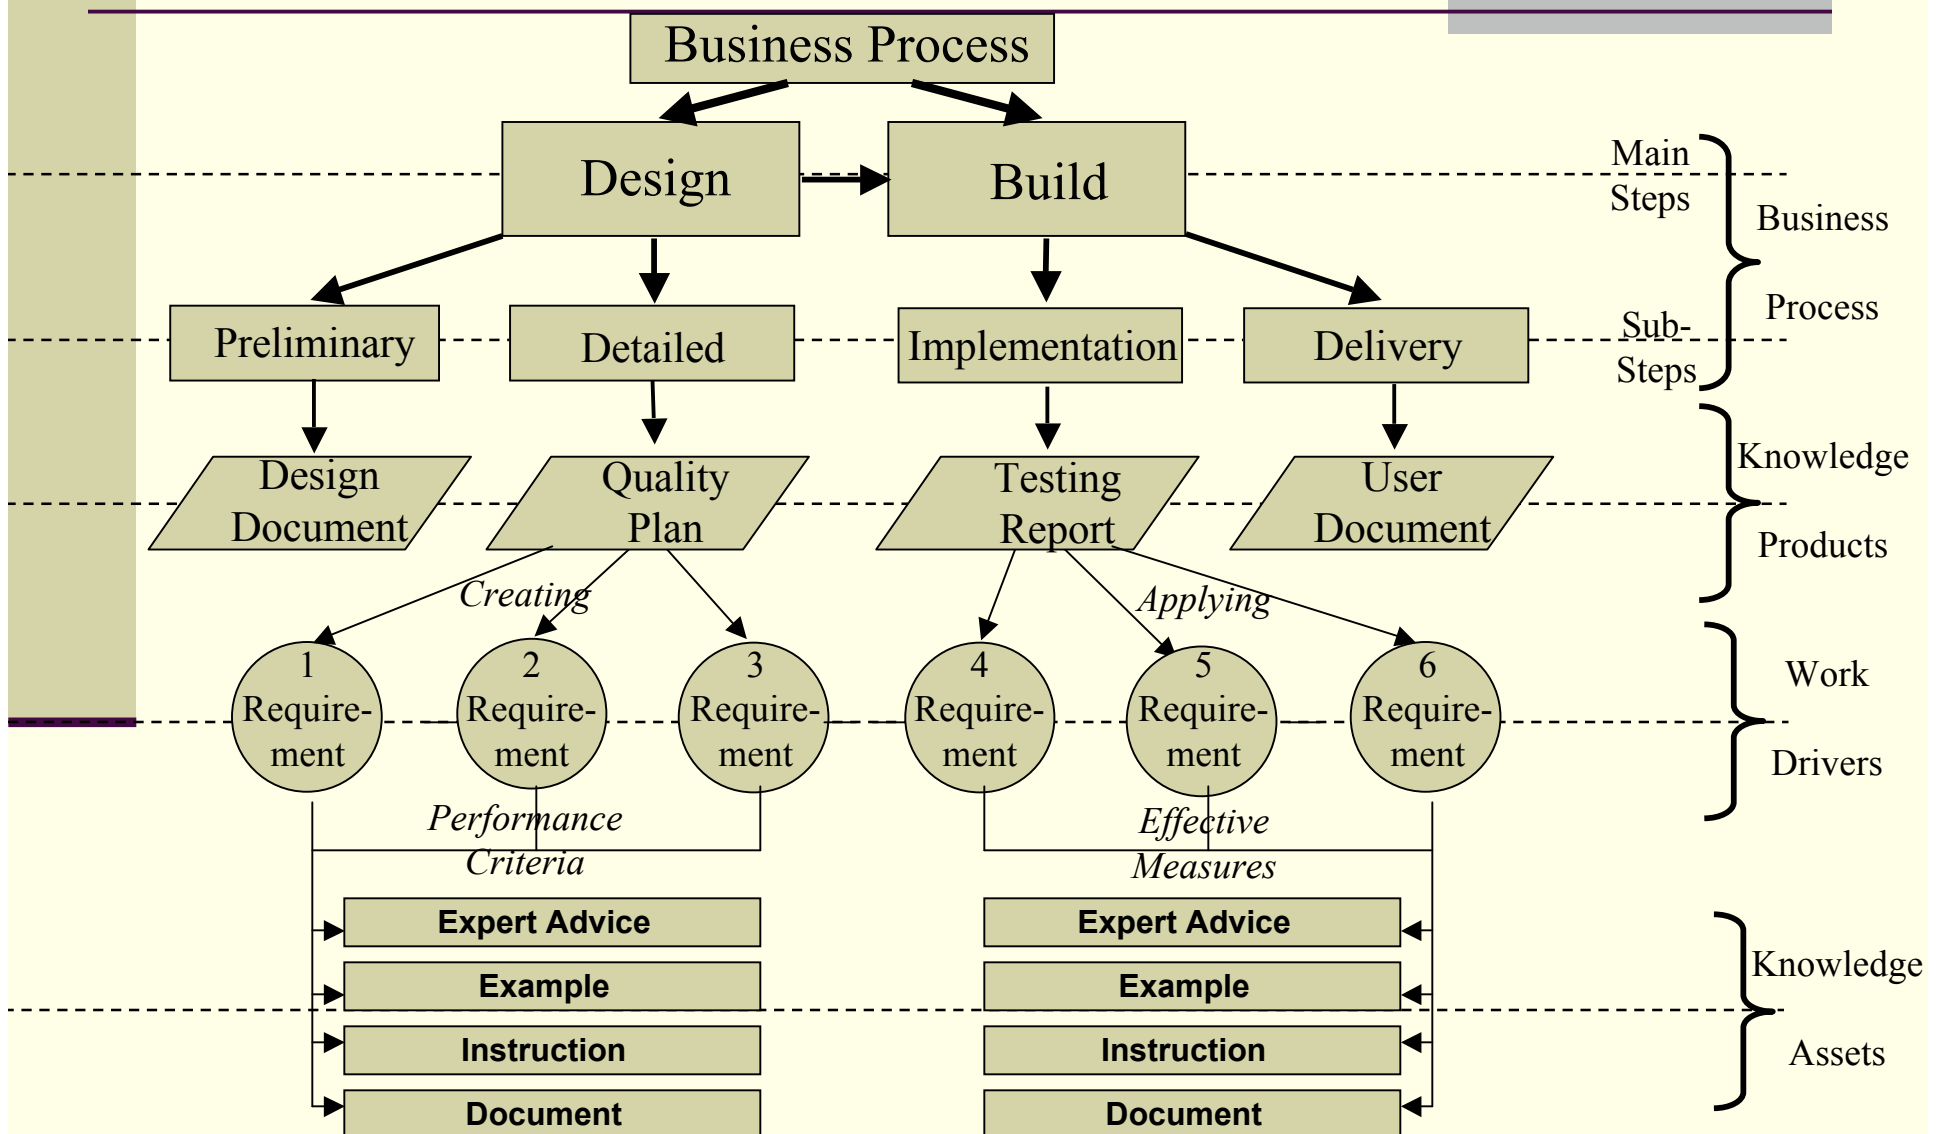 Business Process
Design
Build
Main
Steps
Business
Process
Preliminary
Detailed
Implementation
Delivery
Sub-
Steps
Design
Document
Quality
Plan
Testing
Report
User
Document
Knowledge
Products
Creating
Applying
1
Require-
ment
2
Require-
ment
3
Require-
ment
4
Require-
ment
5
Require-
ment
6
Require-
ment
Work
Drivers
Performance
Criteria
Effective
Measures
Expert Advice
Example
Instruction
Document
Expert Advice
Example
Instruction
Document
Knowledge
Assets